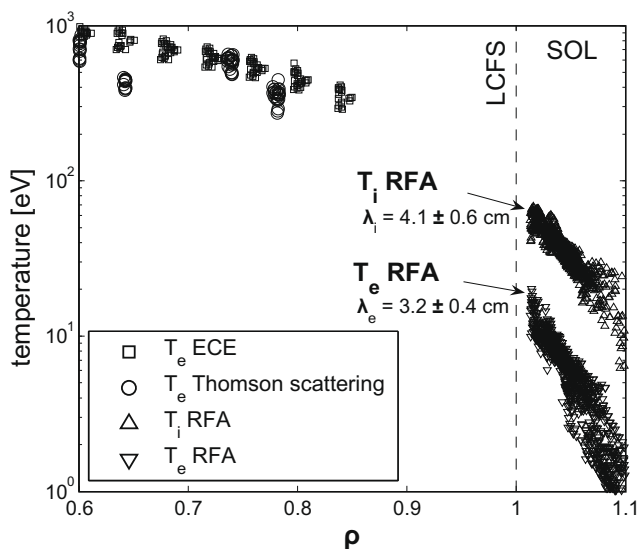 10³
LCFS
SOL
temperature [eV]
10²
T_i RFA
λ_i = 4.1 ± 0.6 cm
T_e RFA
λ_e = 3.2 ± 0.4 cm
10¹
T_e ECE
T_e Thomson scattering
T_i RFA
T_e RFA
10⁰
0.6 0.7 0.8 0.9 1 1.1
ρ